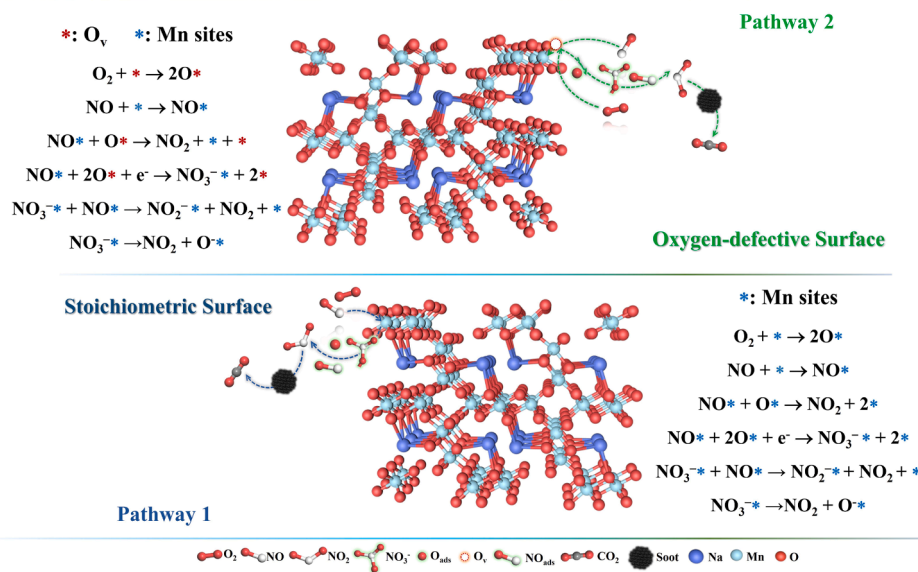 *: Oᵥ *: Mn sites
O₂ + * → 2O*
NO + * → NO*
NO* + O* → NO₂ + * + *
NO* + 2O* + e⁻ → NO₃⁻* + 2*
NO₃⁻* + NO* → NO₂⁻* + NO₂ + *
NO₃⁻* → NO₂ + O⁻*
Pathway 2
Oxygen-defective Surface
Stoichiometric Surface
Pathway 1
*: Mn sites
O₂ + * → 2O*
NO + * → NO*
NO* + O* → NO₂ + 2*
NO* + 2O* + e⁻ → NO₃⁻* + 2*
NO₃⁻* + NO* → NO₂⁻* + NO₂ + *
NO₃⁻* → NO₂ + O⁻*
O₂ NO NO₂ NO₃⁻ Oₐds Oᵥ NOₐds CO₂ Soot Na Mn O